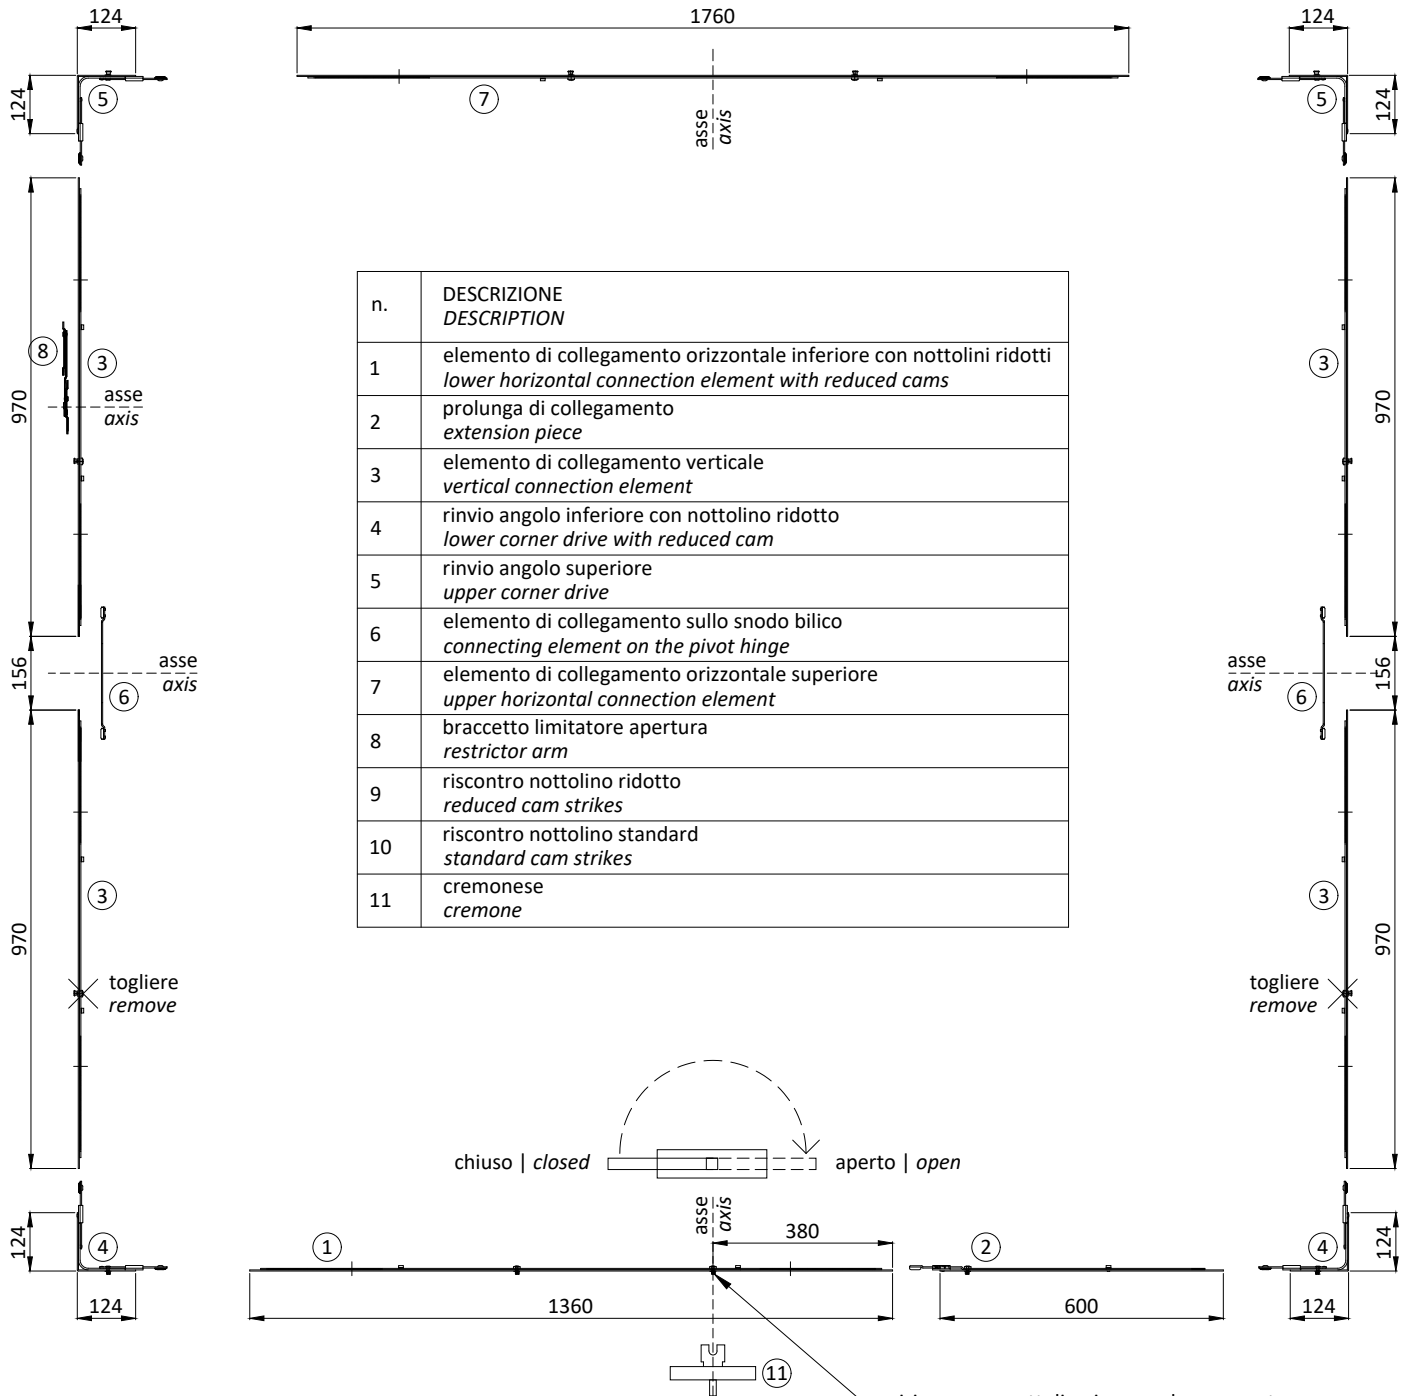 124
1760
124
5
7
5
124
124
asse
axis
n.
DESCRIZIONE
DESCRIPTION
1
elemento di collegamento orizzontale inferiore con nottolini ridotti
lower horizontal connection element with reduced cams
2
prolunga di collegamento
extension piece
3
elemento di collegamento verticale
vertical connection element
4
rinvio angolo inferiore con nottolino ridotto
lower corner drive with reduced cam
5
rinvio angolo superiore
upper corner drive
6
elemento di collegamento sullo snodo bilico
connecting element on the pivot hinge
7
elemento di collegamento orizzontale superiore
upper horizontal connection element
8
braccetto limitatore apertura
restrictor arm
9
riscontro nottolino ridotto
reduced cam strikes
10
riscontro nottolino standard
standard cam strikes
11
cremonese
cremone
8
3
3
970
asse
axis
970
156
asse
axis
6
asse
axis
6
156
3
3
970
970
togliere
remove
togliere
remove
chiuso | closed
aperto | open
asse
axis
124
4
1
380
2
4
124
124
1360
600
124
11